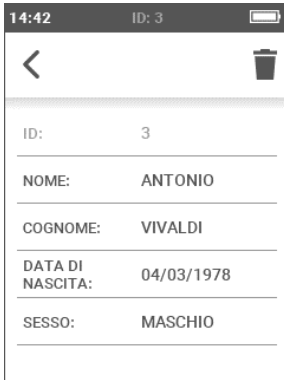 14:42 ID: 3
ID: 3
NOME: ANTONIO
COGNOME: VIVALDI
DATA DI
NASCITA: 04/03/1978
SESSO: MASCHIO